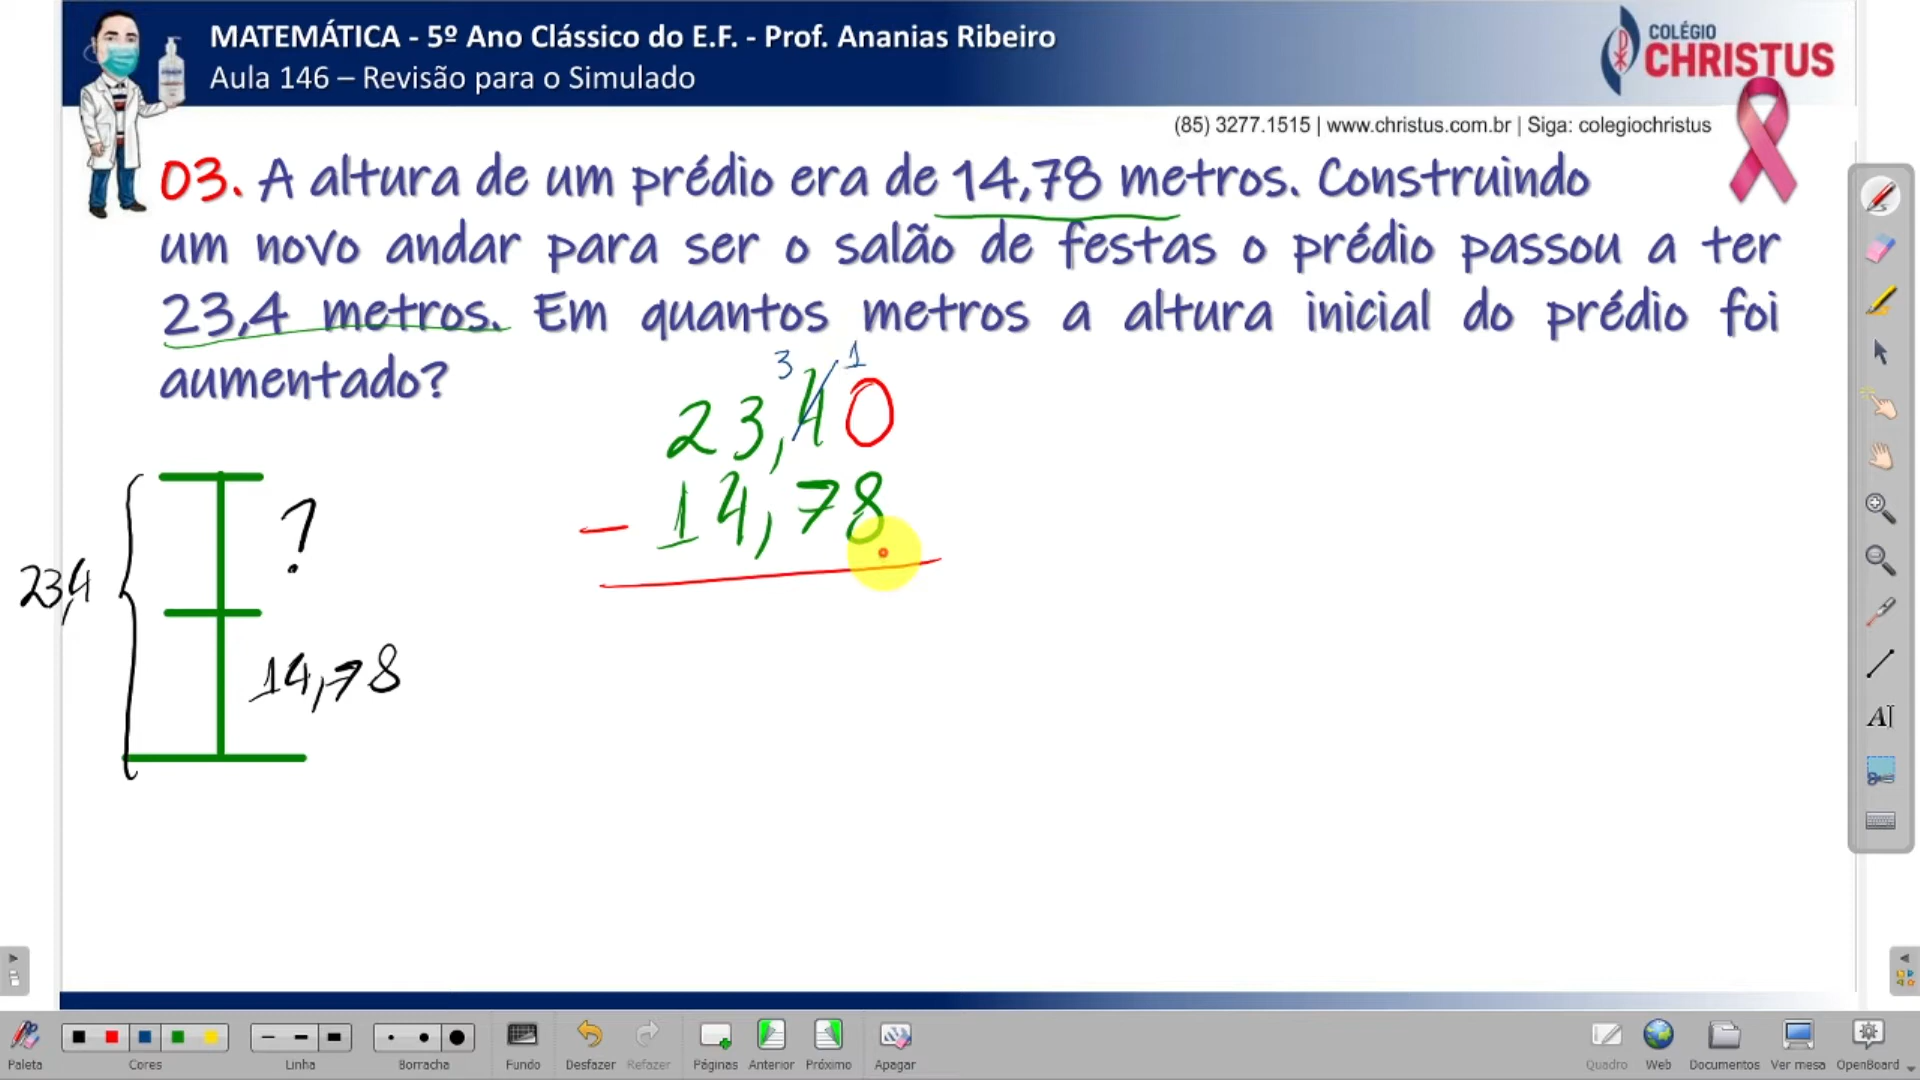 MATEMÁTICA - 5º Ano Clássico do E.F. - Prof. Ananias Ribeiro
Aula 146 – Revisão para o Simulado
COLÉGIO
CHRISTUS
(85) 3277.1515 | www.christus.com.br | Siga: colegiochristus
03. A altura de um prédio era de 14,78 metros. Construindo
um novo andar para ser o salão de festas o prédio passou a ter
23,4 metros. Em quantos metros a altura inicial do prédio foi
aumentado?
3 1
23,40
- 14,78
?
23,4
14,78
AI
Paleta
Cores
Linha
Borracha
Fundo
Desfazer
Refazer
Páginas
Anterior
Próximo
Apagar
Quadro
Web
Documentos
Ver mesa
OpenBoard